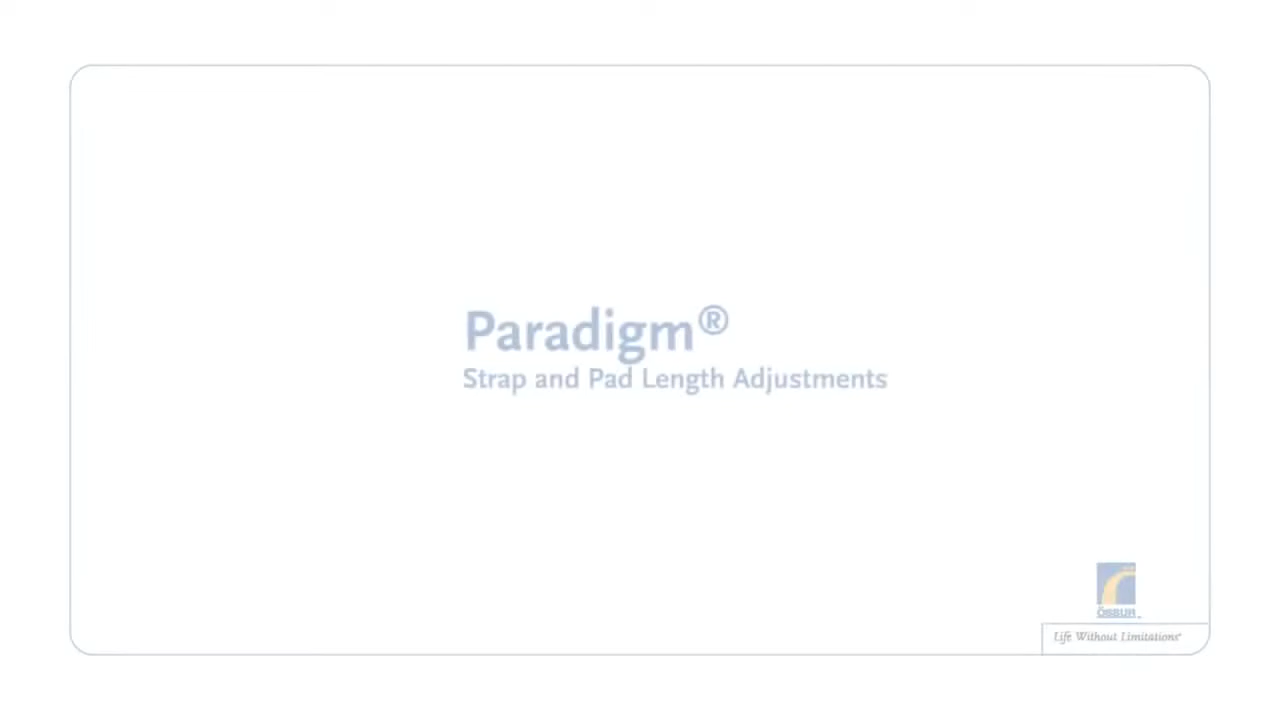 Paradigm®
Strap and Pad Length Adjustments
ÖSSUR
Life Without Limitations®